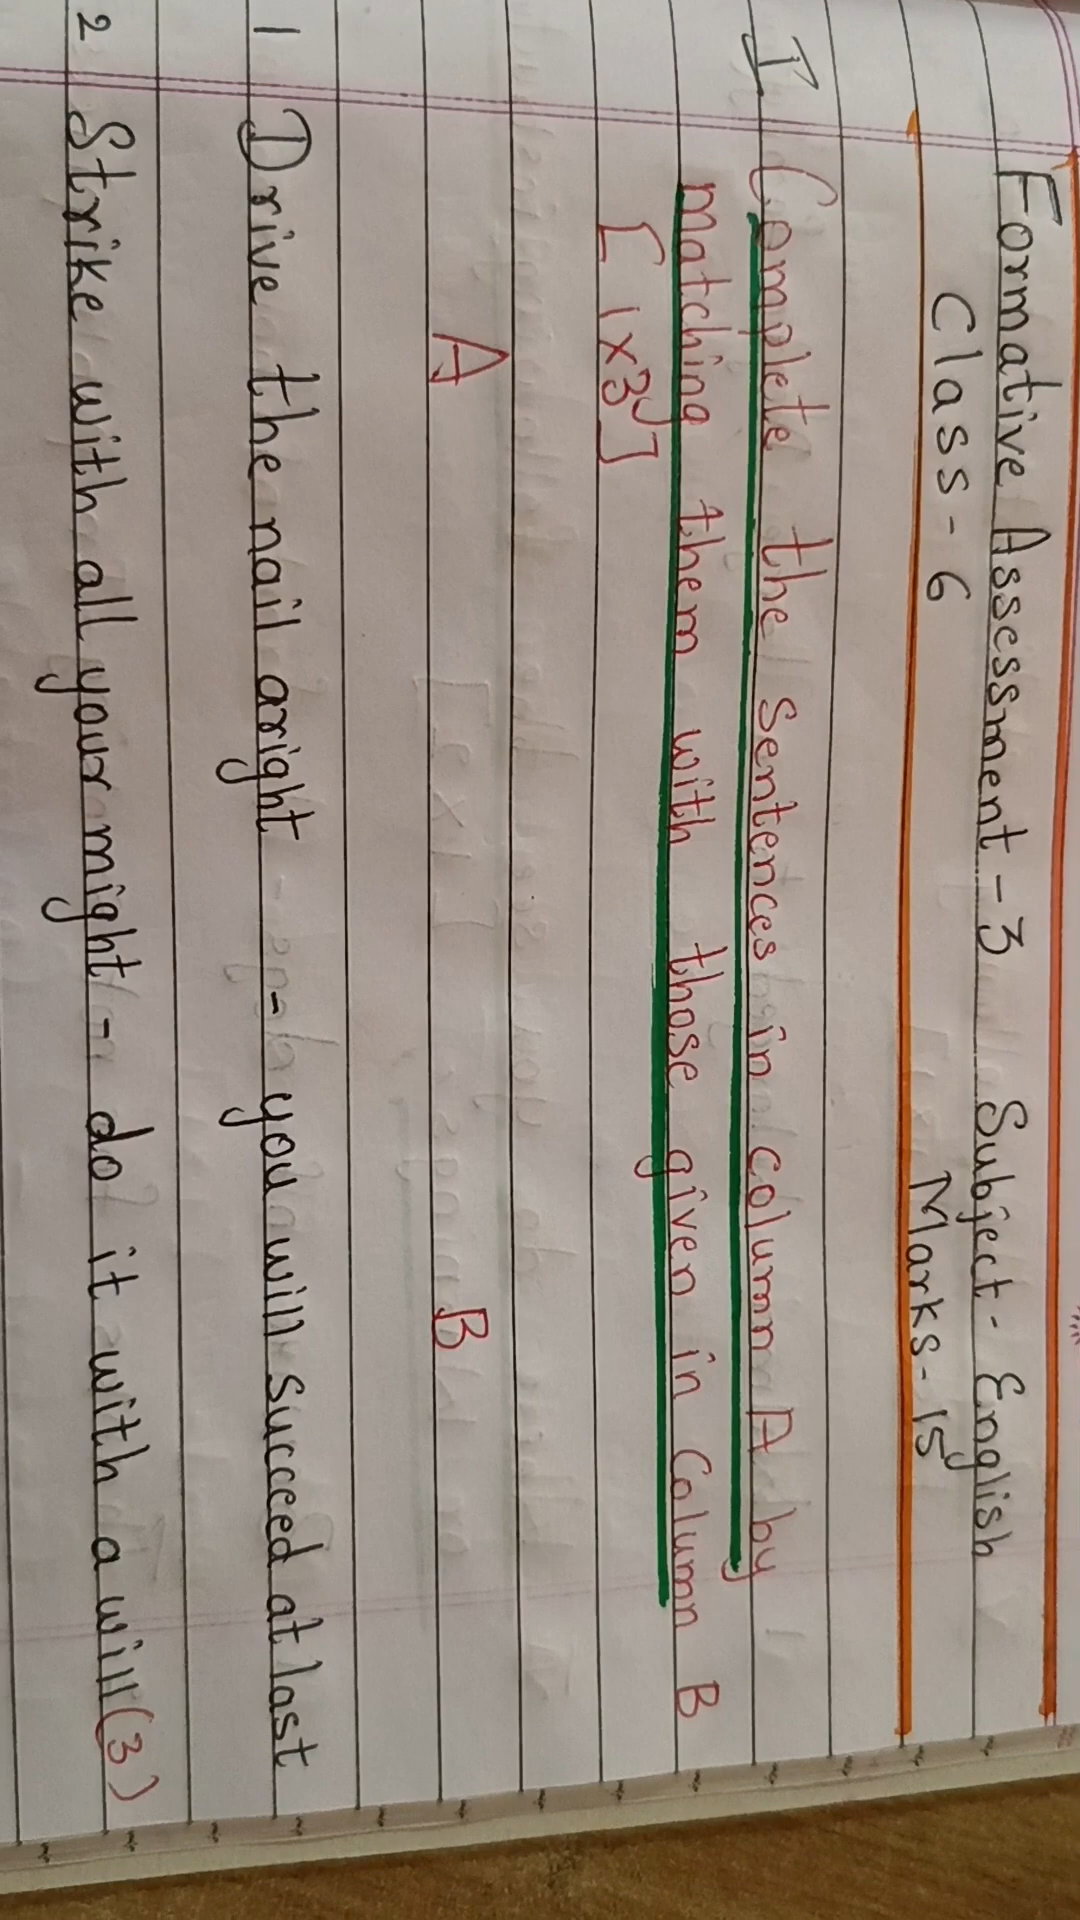 Formative Assessment - 3 Subject - English
Class - 6 Marks - 15
I Complete the Sentences in column A by
matching them with those given in Column B
[1x3]
A B
1 Drive the nail aright - you will succeed at last
2 Strike with all your might - do it with a will (3)